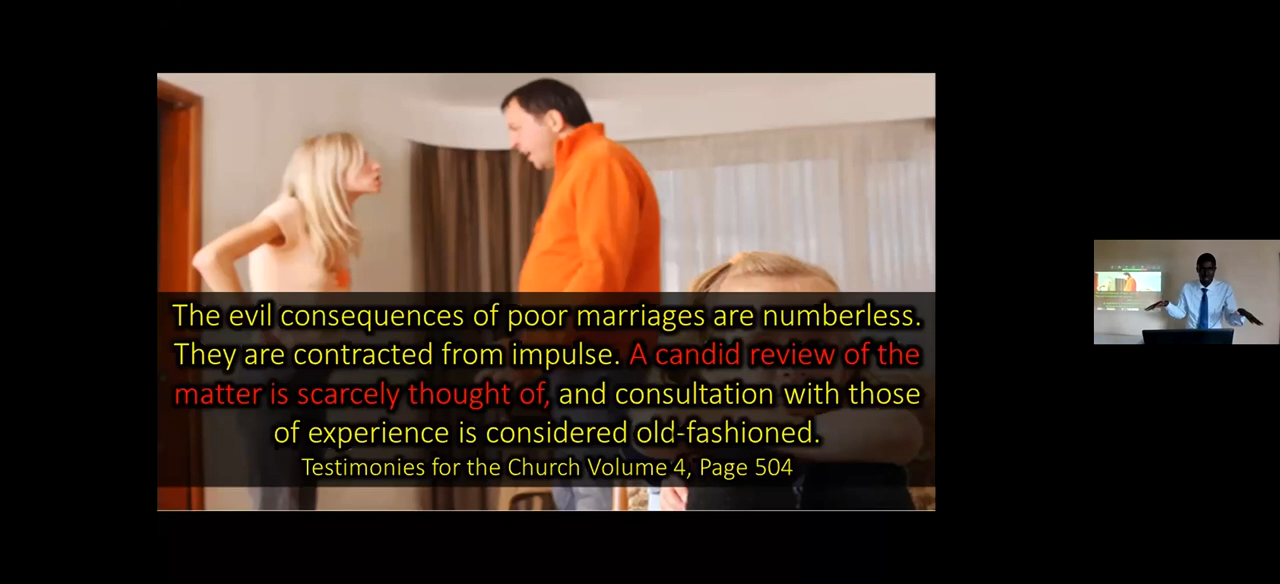 The evil consequences of poor marriages are numberless.
They are contracted from impulse. A candid review of the
matter is scarcely thought of, and consultation with those
of experience is considered old-fashioned.
Testimonies for the Church Volume 4, Page 504